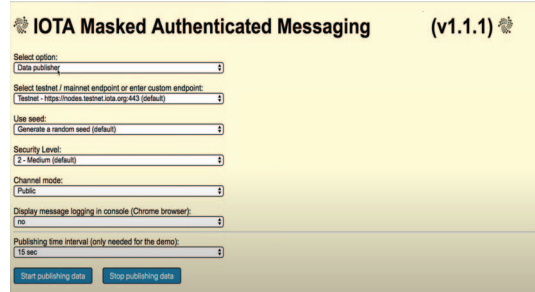 IOTA Masked Authenticated Messaging (v1.1.1)
Select option:
Data publisher
Select testnet / mainnet endpoint or enter custom endpoint:
Testnet - https://nodes.testnet.iota.org:443 (default)
Use seed:
Generate a random seed (default)
Security Level:
2 - Medium (default)
Channel mode:
Public
Display message logging in console (Chrome browser):
no
Publishing time interval (only needed for the demo):
15 sec
Start publishing data Stop publishing data